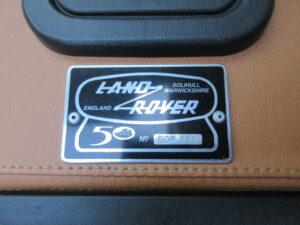 LAND
SOLIHULL
WARWICKSHIRE
ENGLAND
ROVER
50 Nº